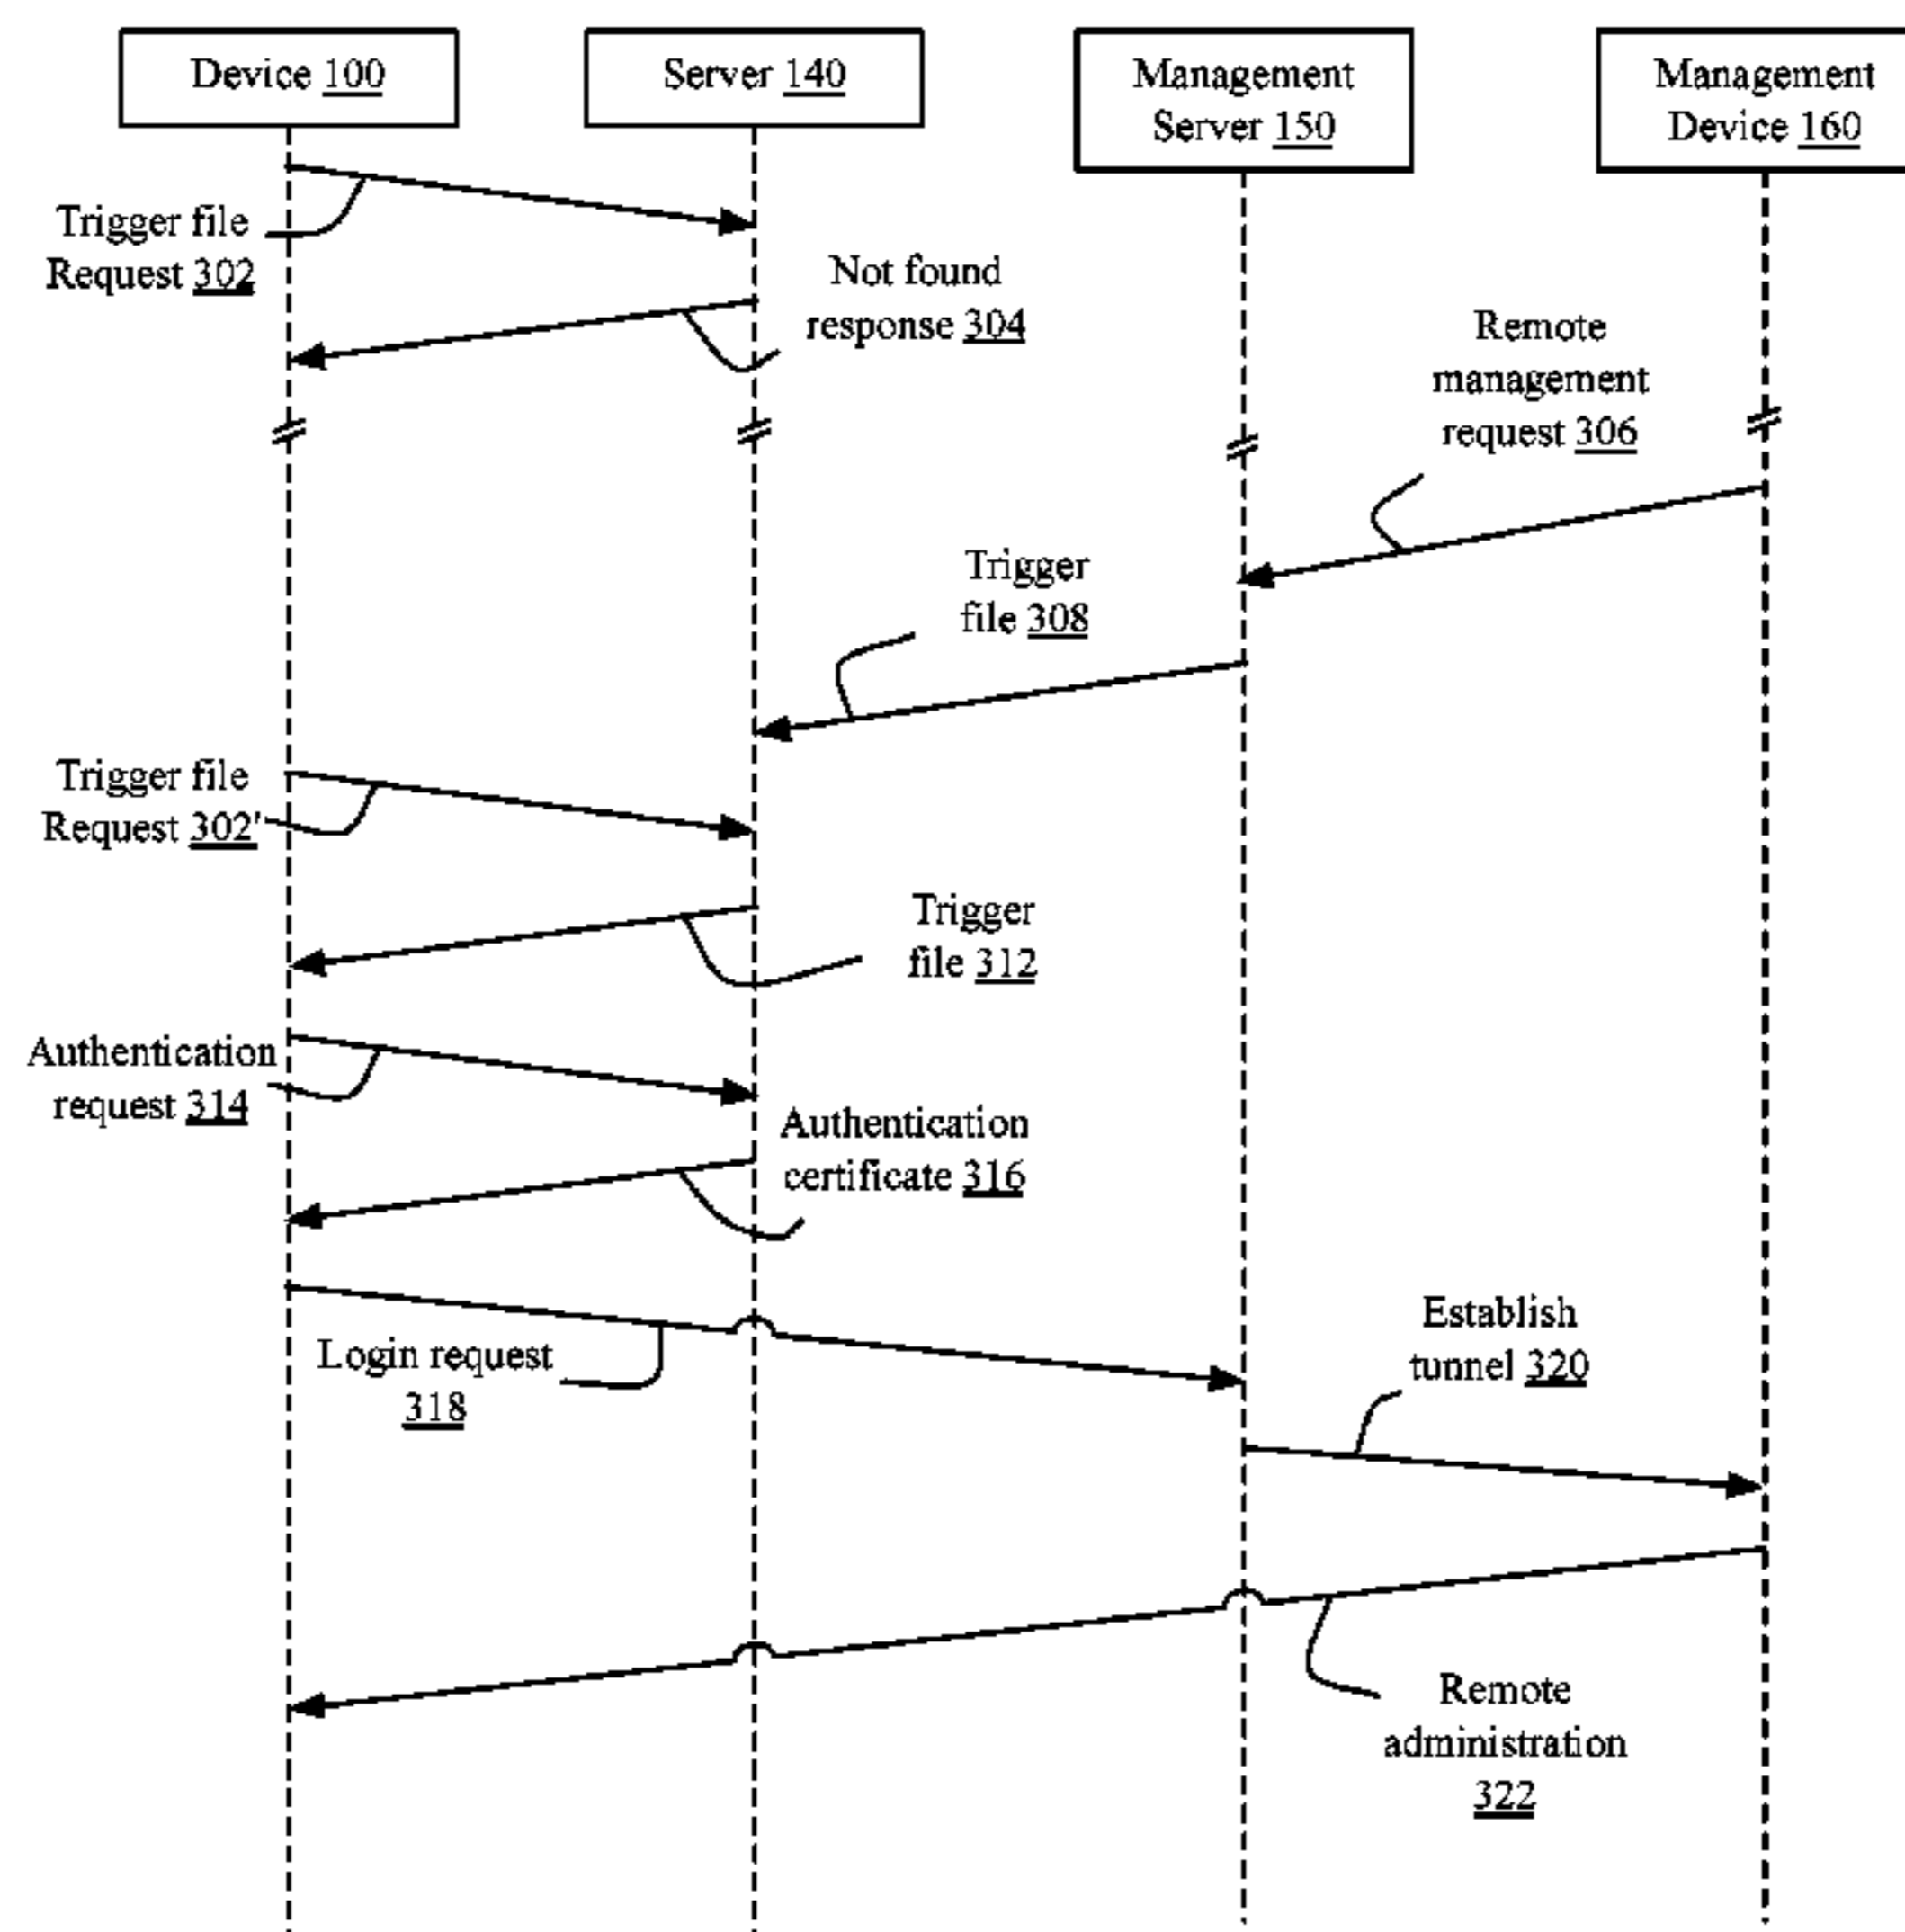 Device 100
Server 140
Management
Server 150
Management
Device 160
Trigger file
Request 302
Not found
response 304
Remote
management
request 306
Trigger
file 308
Trigger file
Request 302'
Trigger
file 312
Authentication
request 314
Authentication
certificate 316
Login request
318
Establish
tunnel 320
Remote
administration
322